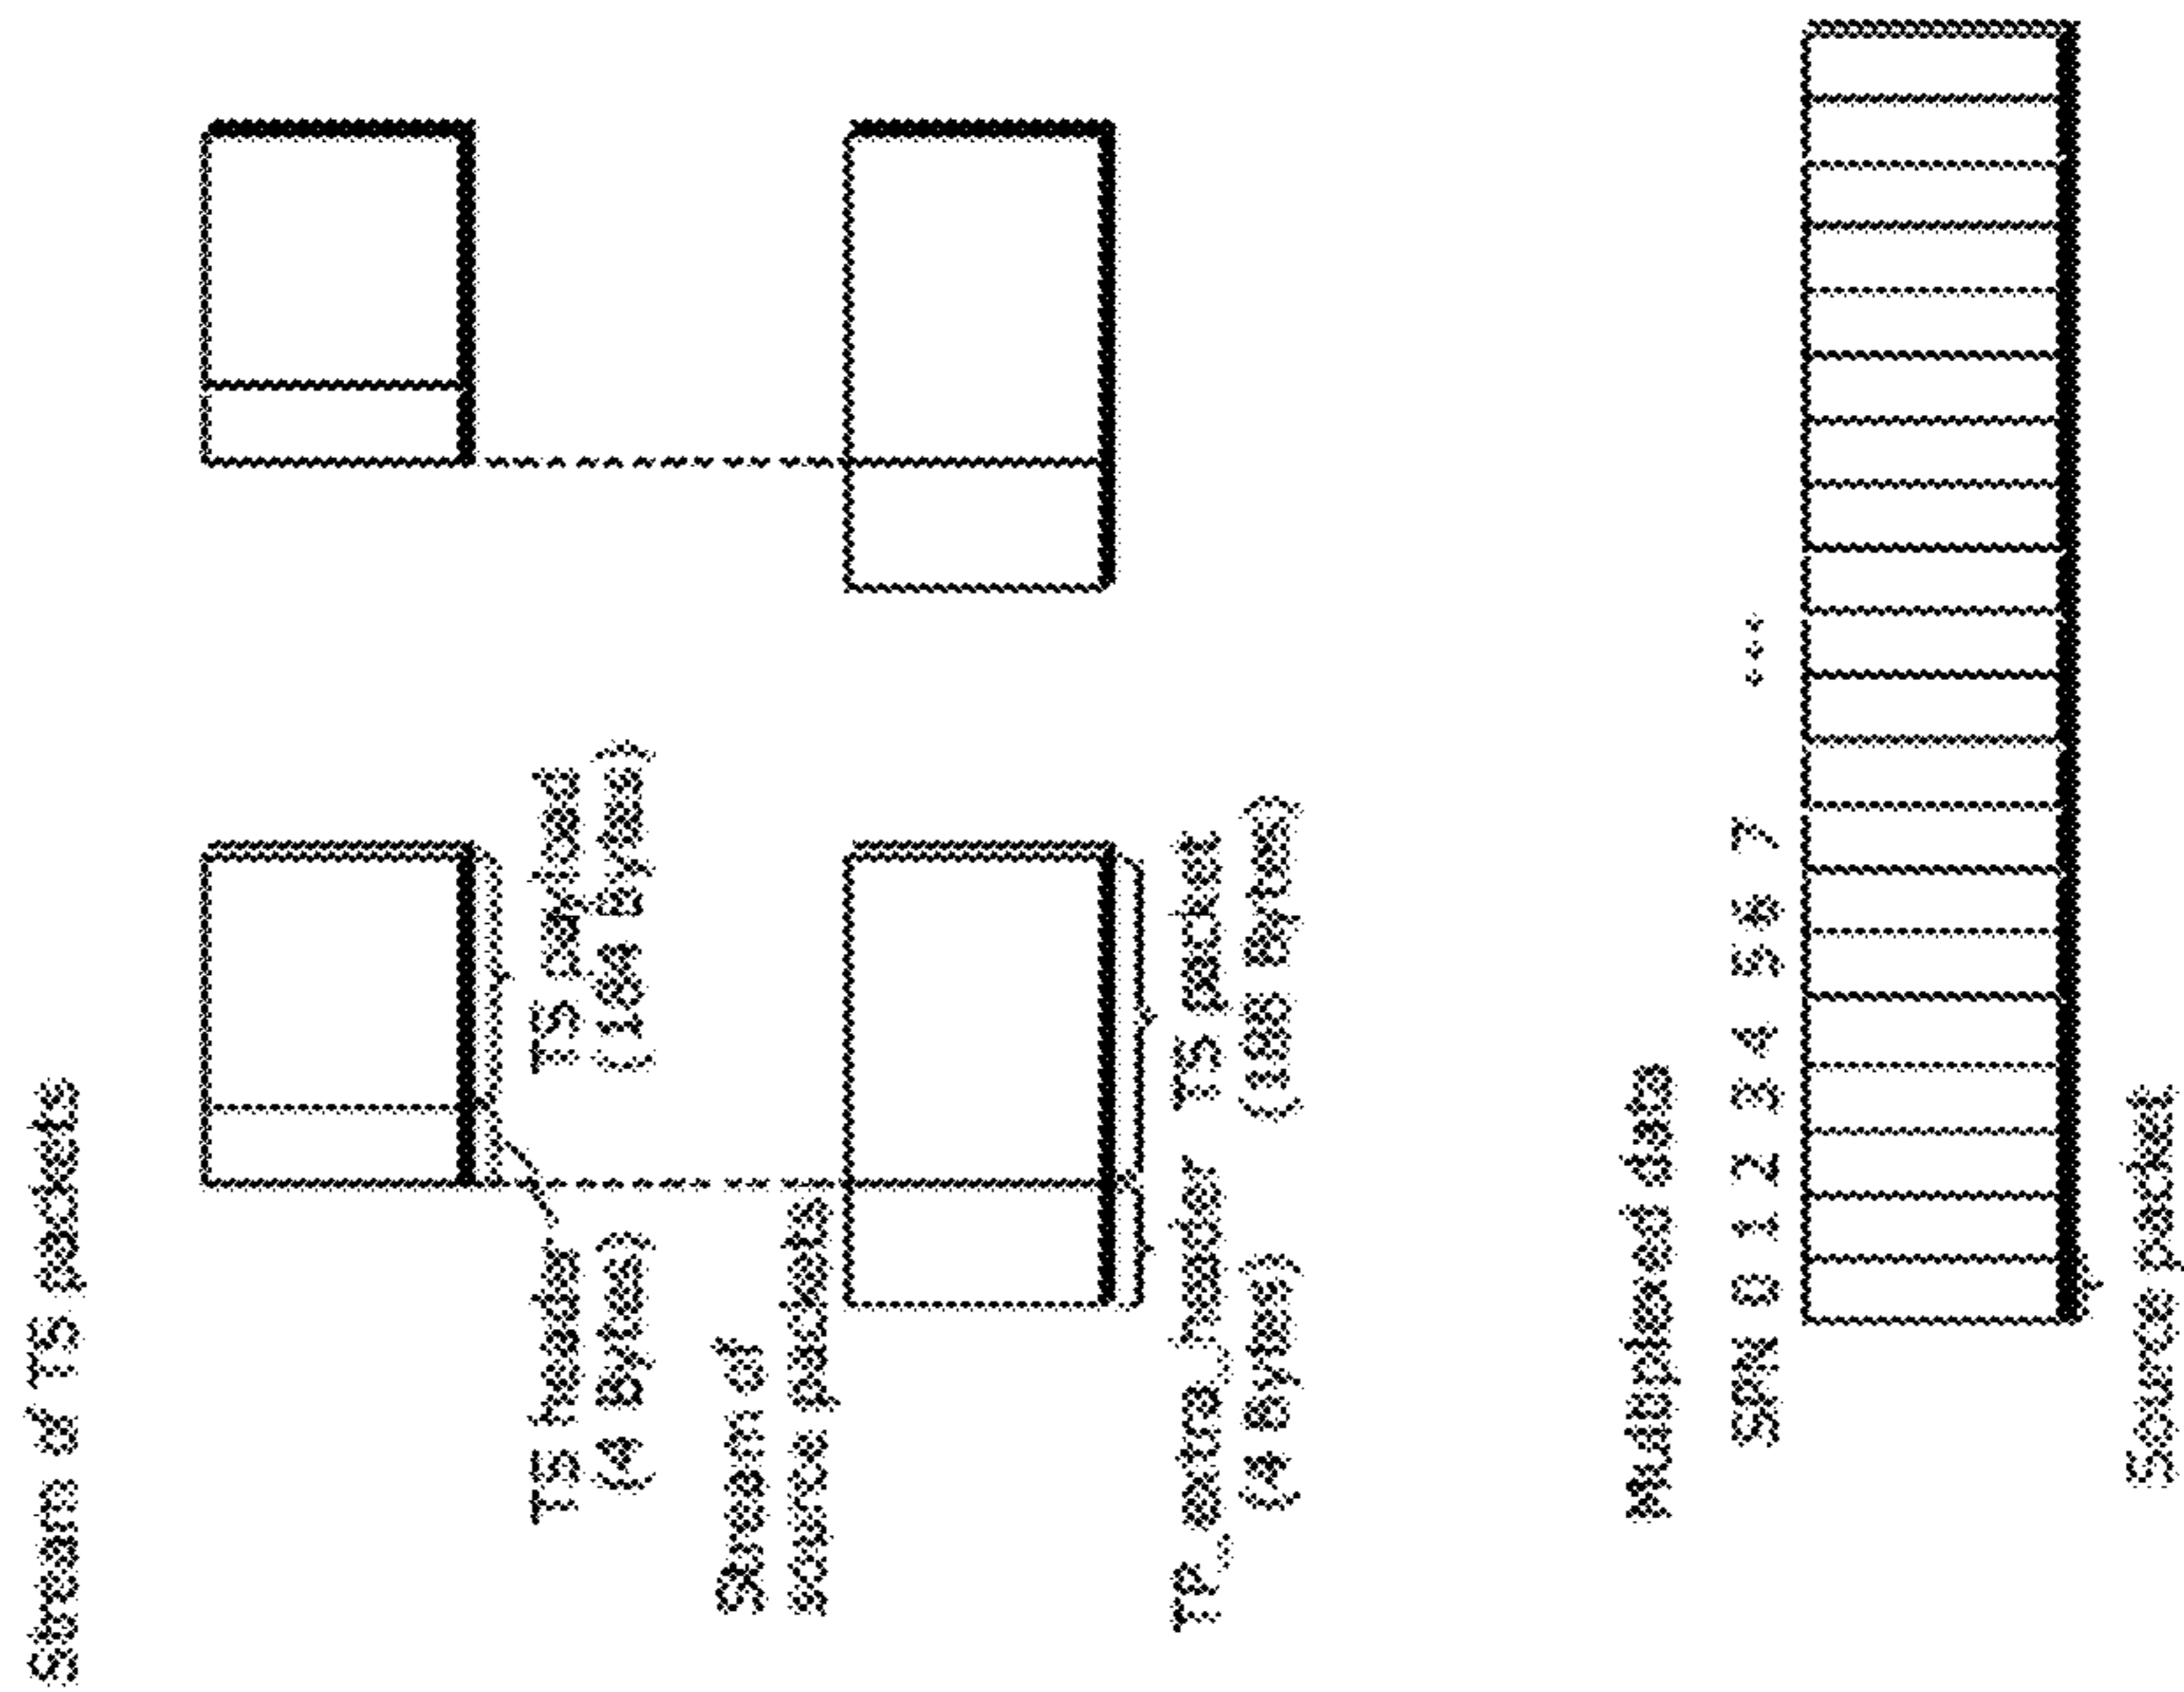 Stream of TS packets
TS header
(4 bytes)
TS payload
(184 bytes)
Stream of
source packets
TP_extra_header
(4 Bytes)
TS packet
(188 Bytes)
Multiplexed data
SPN 0 1 2 3 4 5 6 7 ...
Source packet